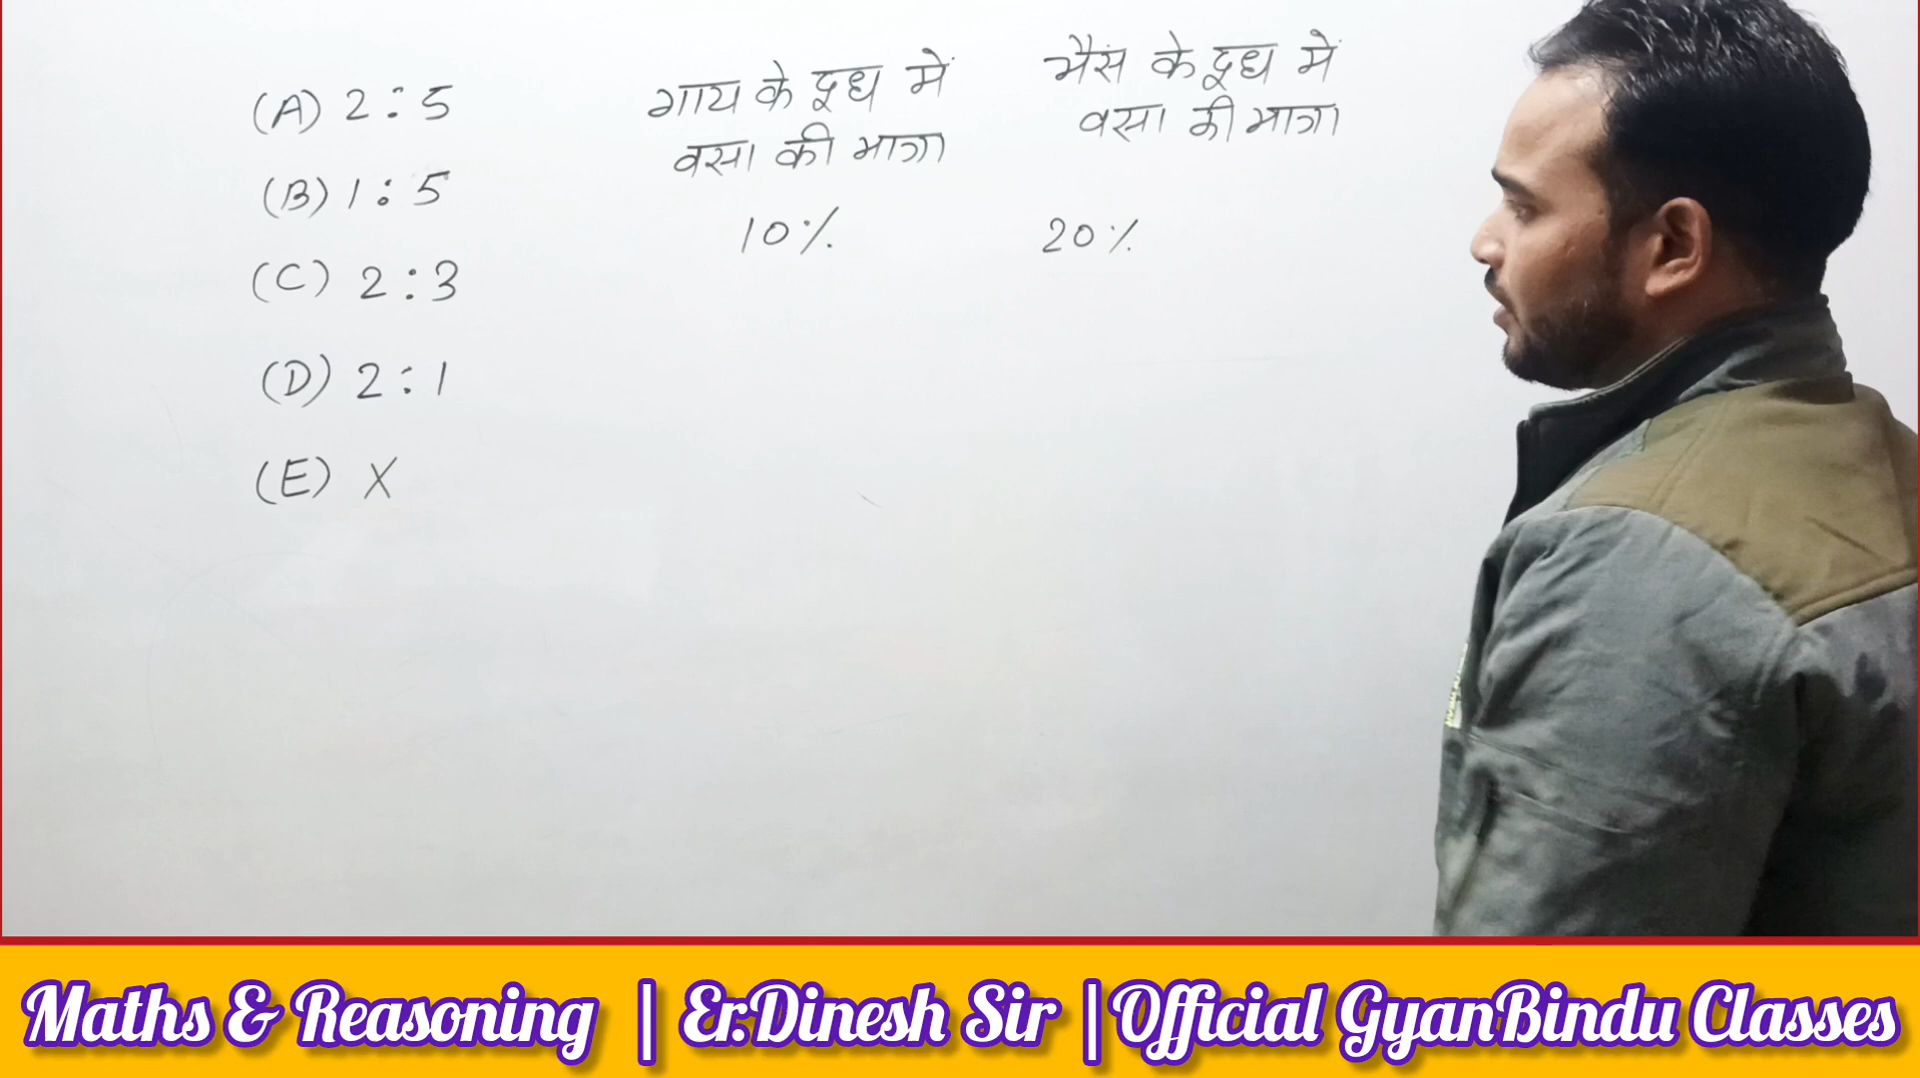 (A) 2:5
(B) 1:5
(C) 2:3
(D) 2:1
(E) X
गाय के दूध में
वसा की मात्रा
10%
भैंस के दूध में
वसा की मात्रा
20%
Maths & Reasoning | Er.Dinesh Sir | Official GyanBindu Classes